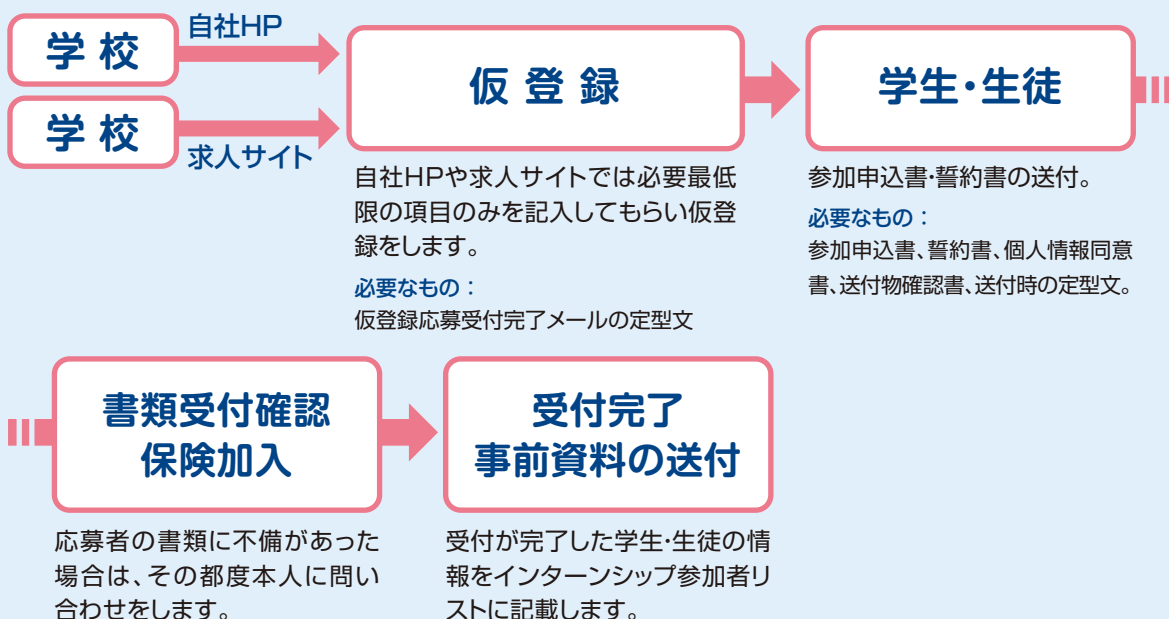 学校
自社HP
学校
求人サイト
仮登録
自社HPや求人サイトでは必要最低
限の項目のみを記入してもらい仮登
録をします。
必要なもの：
仮登録応募受付完了メールの定型文
学生・生徒
参加申込書・誓約書の送付。
必要なもの：
参加申込書、誓約書、個人情報同意
書、送付物確認書、送付時の定型文。
書類受付確認
保険加入
応募者の書類に不備があった
場合は、その都度本人に問い
合わせをします。
受付完了
事前資料の送付
受付が完了した学生・生徒の情
報をインターンシップ参加者リ
ストに記載します。